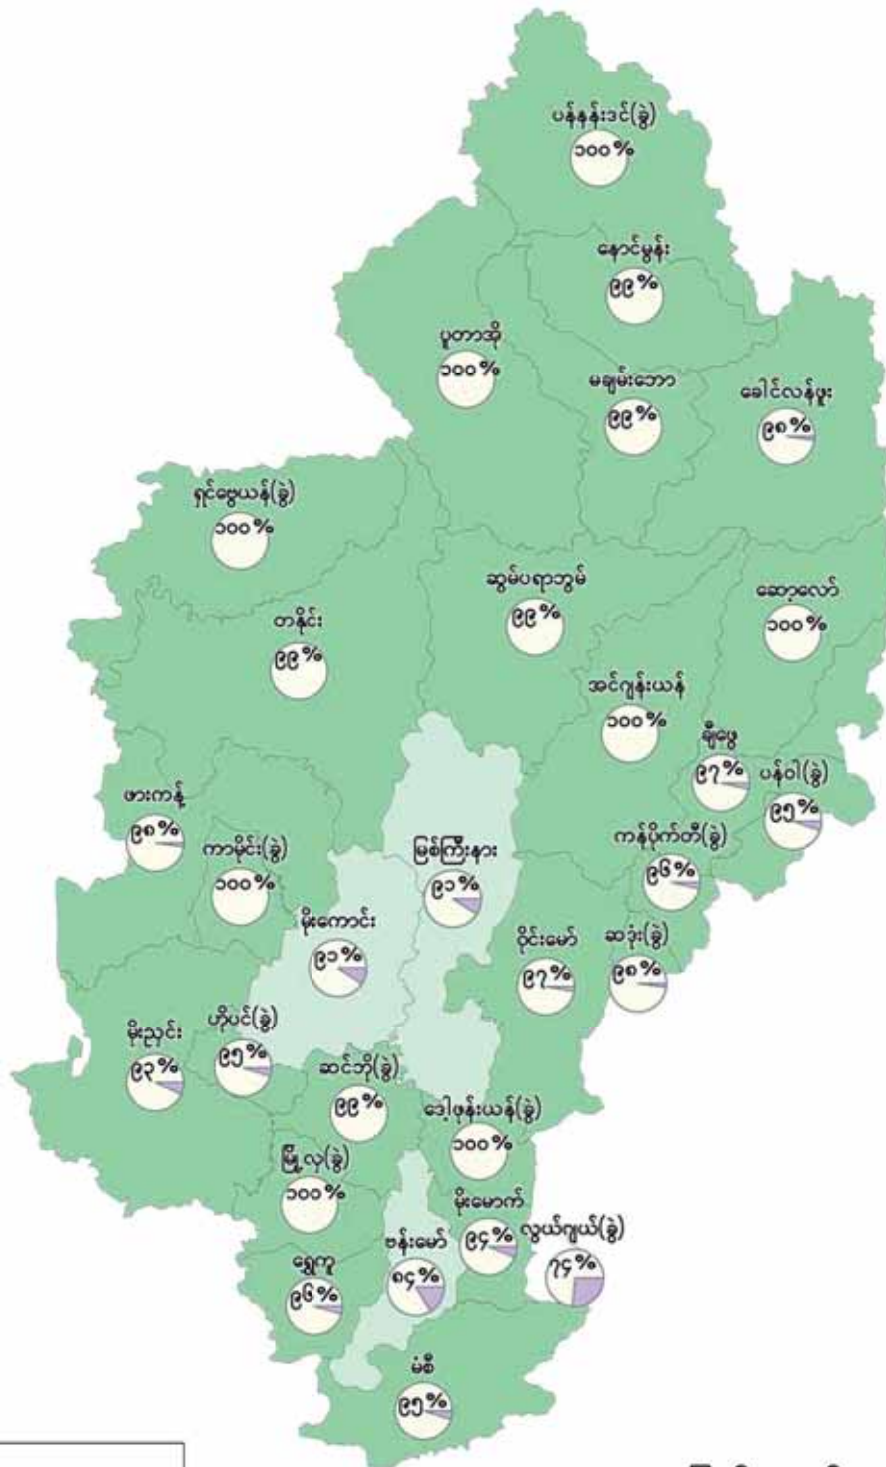 ပန်နန်းဒင်(ခွဲ)
၁၀၀%
နောင်မွန်း
၉၉%
ပူတာအို
၁၀၀%
မချမ်းဘော
၉၉%
ခေါင်လန်ဖူး
၉၈%
ရှင်ဗွေယန်(ခွဲ)
၁၀၀%
ဆွမ်ပရာဘွမ်
၉၉%
ဆော့လော်
၁၀၀%
တနိုင်း
၉၉%
အင်ဂျန်းယန်
၁၀၀%
ချီဖွေ
၉၇%
ပန်ဝါ(ခွဲ)
၉၅%
ဖားကန့်
၉၈%
ကာမိုင်း(ခွဲ)
၁၀၀%
မြစ်ကြီးနား
၉၁%
ကန်ပိုက်တီ(ခွဲ)
၉၆%
မိုးကောင်း
၉၁%
ဝိုင်းမော်
၉၇%
ဆဒုံး(ခွဲ)
၉၈%
မိုးညှင်း
၉၃%
ဟိုပင်(ခွဲ)
၉၅%
ဆင်ဘို(ခွဲ)
၉၉%
ဒေါ့ဖုန်းယန်(ခွဲ)
၁၀၀%
မြို့လှ(ခွဲ)
၁၀၀%
မိုးမောက်
၉၄%
လွယ်ဂျယ်(ခွဲ)
၇၄%
ဗန်းမော်
၈၄%
ရွှေကူ
၉၆%
မံစီ
၉၅%